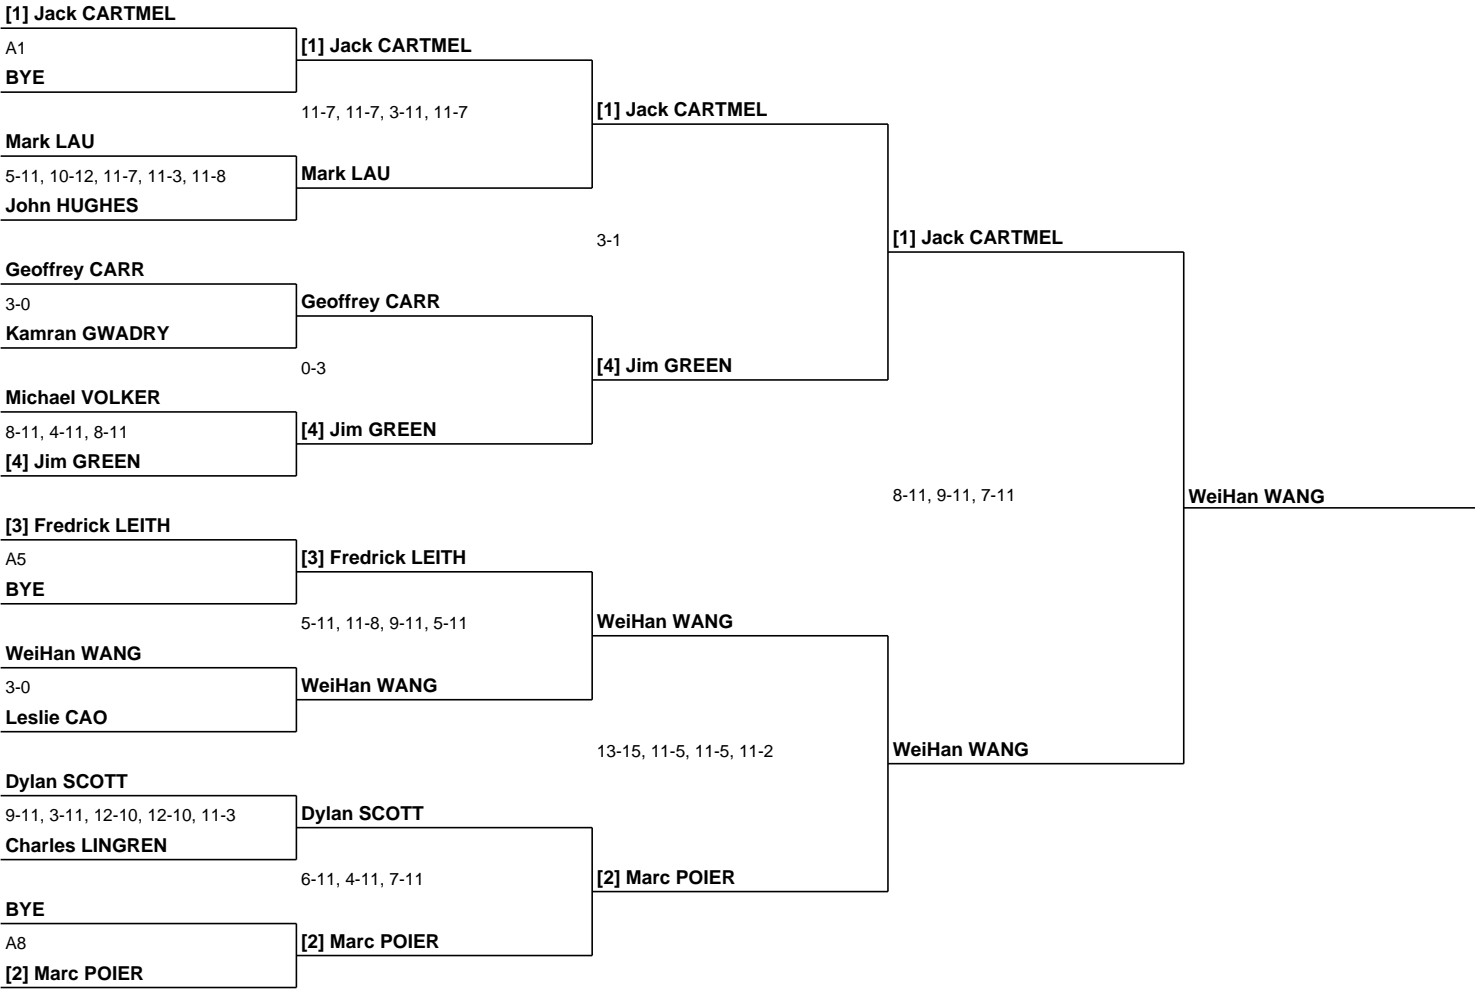 [1] Jack CARTMEL
A1
BYE
Mark LAU
5-11, 10-12, 11-7, 11-3, 11-8
John HUGHES
Geoffrey CARR
3-0
Kamran GWADRY
Michael VOLKER
8-11, 4-11, 8-11
[4] Jim GREEN
[3] Fredrick LEITH
A5
BYE
WeiHan WANG
3-0
Leslie CAO
Dylan SCOTT
9-11, 3-11, 12-10, 12-10, 11-3
Charles LINGREN
BYE
A8
[2] Marc POIER
[1] Jack CARTMEL
11-7, 11-7, 3-11, 11-7
Mark LAU
Geoffrey CARR
0-3
[4] Jim GREEN
[3] Fredrick LEITH
5-11, 11-8, 9-11, 5-11
WeiHan WANG
Dylan SCOTT
6-11, 4-11, 7-11
[2] Marc POIER
[1] Jack CARTMEL
3-1
[4] Jim GREEN
WeiHan WANG
13-15, 11-5, 11-5, 11-2
[2] Marc POIER
[1] Jack CARTMEL
8-11, 9-11, 7-11
WeiHan WANG
WeiHan WANG